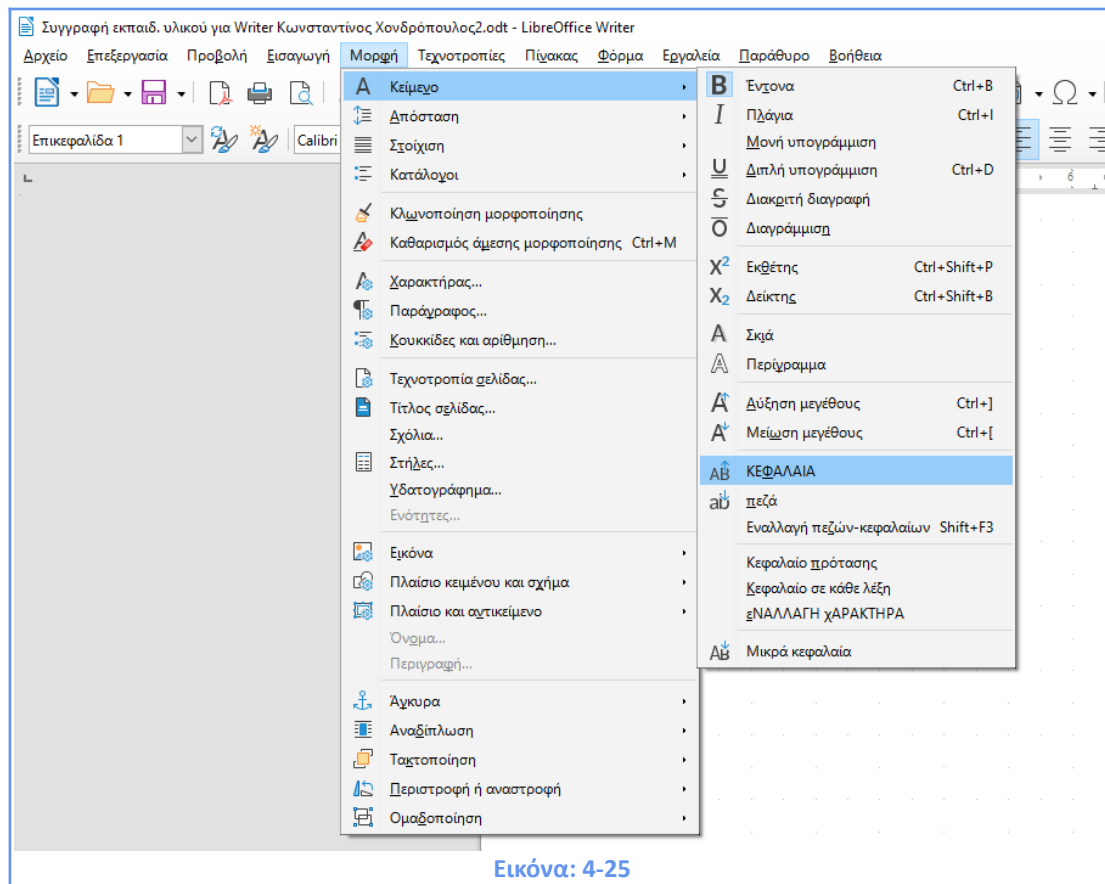 Συγγραφή εκπαιδ. υλικού για Writer Κωνσταντίνος Χονδρόπουλος2.odt - LibreOffice Writer
Αρχείο Επεξεργασία Προβολή Εισαγωγή Μορφή Τεχνοτροπίες Πίνακας Φόρμα Εργαλεία Παράθυρο Βοήθεια
Επικεφαλίδα 1 Calibri
6
Κείμενο
Απόσταση
Στοίχιση
Κατάλογοι
Κλωνοποίηση μορφοποίησης
Καθαρισμός άμεσης μορφοποίησης Ctrl+M
Χαρακτήρας...
Παράγραφος...
Κουκκίδες και αρίθμηση...
Τεχνοτροπία σελίδας...
Τίτλος σελίδας...
Σχόλια...
Στήλες...
Υδατογράφημα...
Ενότητες...
Εικόνα
Πλαίσιο κειμένου και σχήμα
Πλαίσιο και αντικείμενο
Όνομα...
Περιγραφή...
Άγκυρα
Αναδίπλωση
Τακτοποίηση
Περιστροφή ή αναστροφή
Ομαδοποίηση
Έντονα Ctrl+B
Πλάγια Ctrl+I
Μονή υπογράμμιση
Διπλή υπογράμμιση Ctrl+D
Διακριτή διαγραφή
Διαγράμμιση
Εκθέτης Ctrl+Shift+P
Δείκτης Ctrl+Shift+B
Σκιά
Περίγραμμα
Αύξηση μεγέθους Ctrl+]
Μείωση μεγέθους Ctrl+[
ΚΕΦΑΛΑΙΑ
πεζά
Εναλλαγή πεζών-κεφαλαίων Shift+F3
Κεφαλαίο πρότασης
Κεφαλαίο σε κάθε λέξη
εΝΑΛΛΑΓΗ χΑΡΑΚΤΗΡΑ
Μικρά κεφαλαία
Εικόνα: 4-25